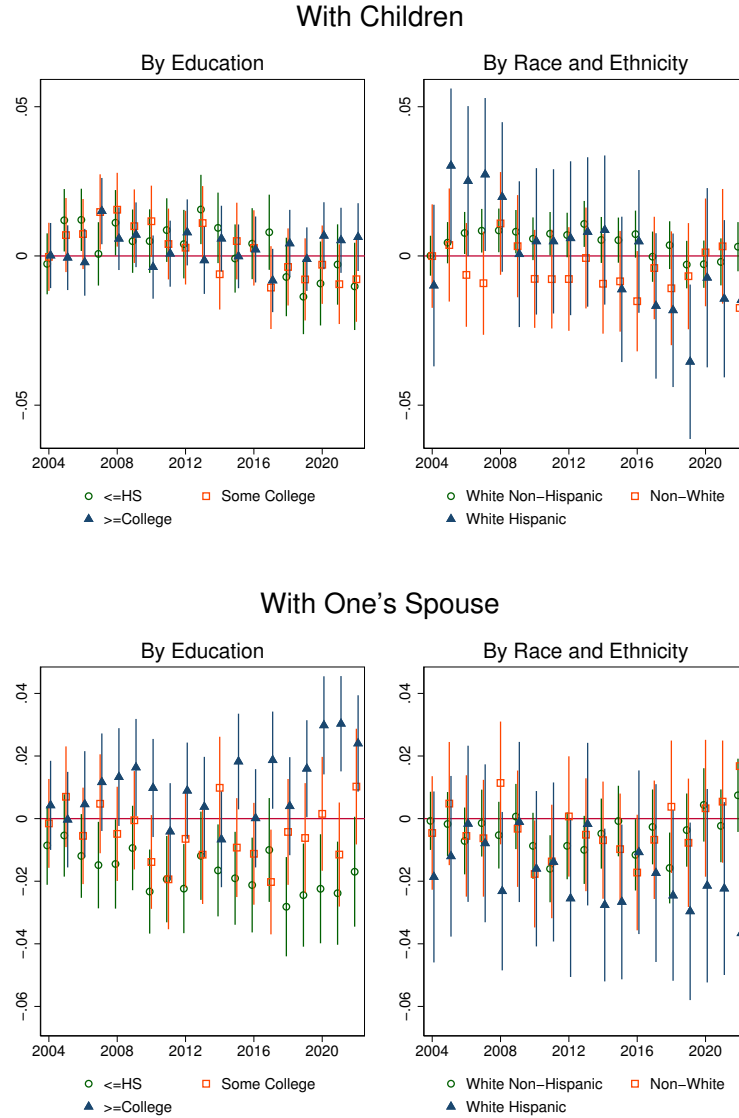 With Children
By Education
By Race and Ethnicity
.05
0
-.05
2004 2008 2012 2016 2020
<=HS
Some College
>=College
.05
0
-.05
2004 2008 2012 2016 2020
White Non-Hispanic
Non-White
White Hispanic
With One's Spouse
By Education
By Race and Ethnicity
.04
.02
0
-.02
-.04
-.06
2004 2008 2012 2016 2020
<=HS
Some College
>=College
.04
.02
0
-.02
-.04
-.06
2004 2008 2012 2016 2020
White Non-Hispanic
Non-White
White Hispanic